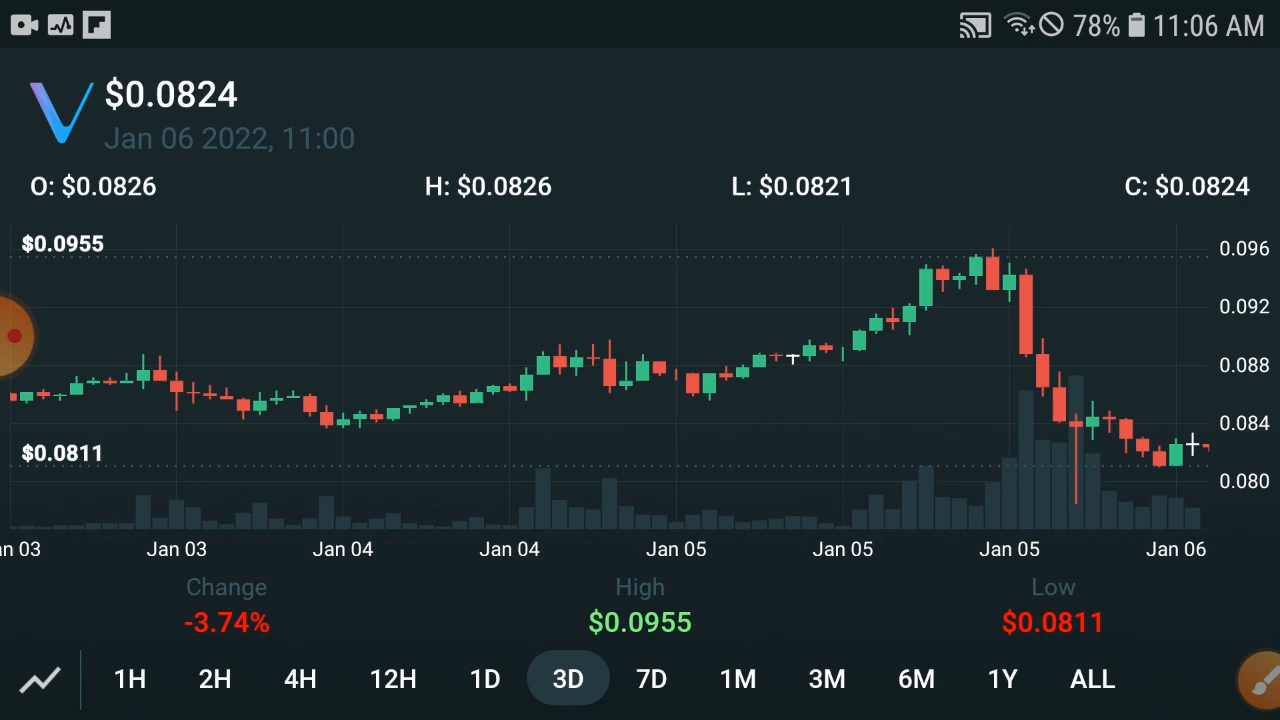 78% 11:06 AM
$0.0824
Jan 06 2022, 11:00
O: $0.0826 H: $0.0826 L: $0.0821 C: $0.0824
$0.0955
0.096
0.092
0.088
0.084
$0.0811
0.080
n 03 Jan 03 Jan 04 Jan 04 Jan 05 Jan 05 Jan 05 Jan 06
Change High Low
-3.74% $0.0955 $0.0811
1H 2H 4H 12H 1D 3D 7D 1M 3M 6M 1Y ALL